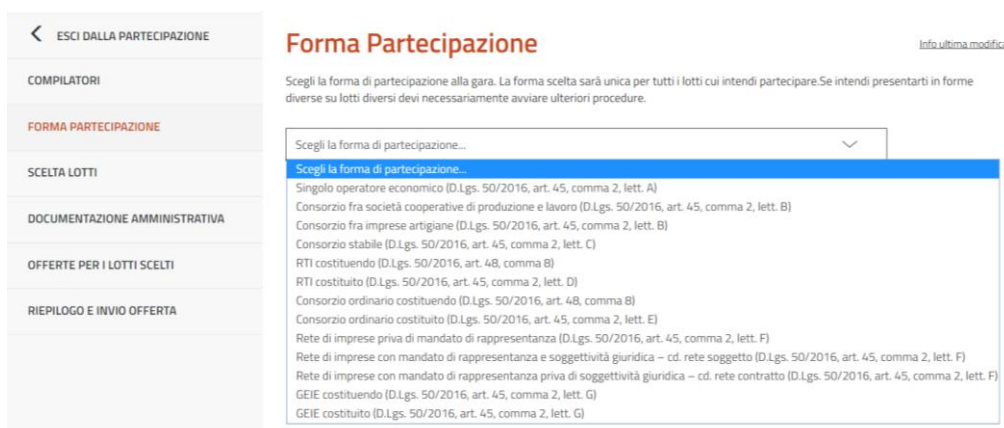 ESCI DALLA PARTECIPAZIONE
COMPILATORI
FORMA PARTECIPAZIONE
SCELTA LOTTI
DOCUMENTAZIONE AMMINISTRATIVA
OFFERTE PER I LOTTI SCELTI
RIEPILOGO E INVIO OFFERTA
Forma Partecipazione
Info ultima modifica
Scegli la forma di partecipazione alla gara. La forma scelta sarà unica per tutti i lotti cui intendi partecipare.Se intendi presentarti in forme
diverse su lotti diversi devi necessariamente avviare ulteriori procedure.
Scegli la forma di partecipazione...
Scegli la forma di partecipazione...
Singolo operatore economico (D.Lgs. 50/2016, art. 45, comma 2, lett. A)
Consorzio fra società cooperative di produzione e lavoro (D.Lgs. 50/2016, art. 45, comma 2, lett. B)
Consorzio fra imprese artigiane (D.Lgs. 50/2016, art. 45, comma 2, lett. B)
Consorzio stabile (D.Lgs. 50/2016, art. 45, comma 2, lett. C)
RTI costituendo (D.Lgs. 50/2016, art. 48, comma 8)
RTI costituito (D.Lgs. 50/2016, art. 45, comma 2, lett. D)
Consorzio ordinario costituendo (D.Lgs. 50/2016, art. 48, comma 8)
Consorzio ordinario costituito (D.Lgs. 50/2016, art. 45, comma 2, lett. E)
Rete di imprese priva di mandato di rappresentanza (D.Lgs. 50/2016, art. 45, comma 2, lett. F)
Rete di imprese con mandato di rappresentanza e soggettività giuridica – cd. rete soggetto (D.Lgs. 50/2016, art. 45, comma 2, lett. F)
Rete di imprese con mandato di rappresentanza priva di soggettività giuridica – cd. rete contratto (D.Lgs. 50/2016, art. 45, comma 2, lett. F)
GEIE costituendo (D.Lgs. 50/2016, art. 45, comma 2, lett. G)
GEIE costituito (D.Lgs. 50/2016, art. 45, comma 2, lett. G)